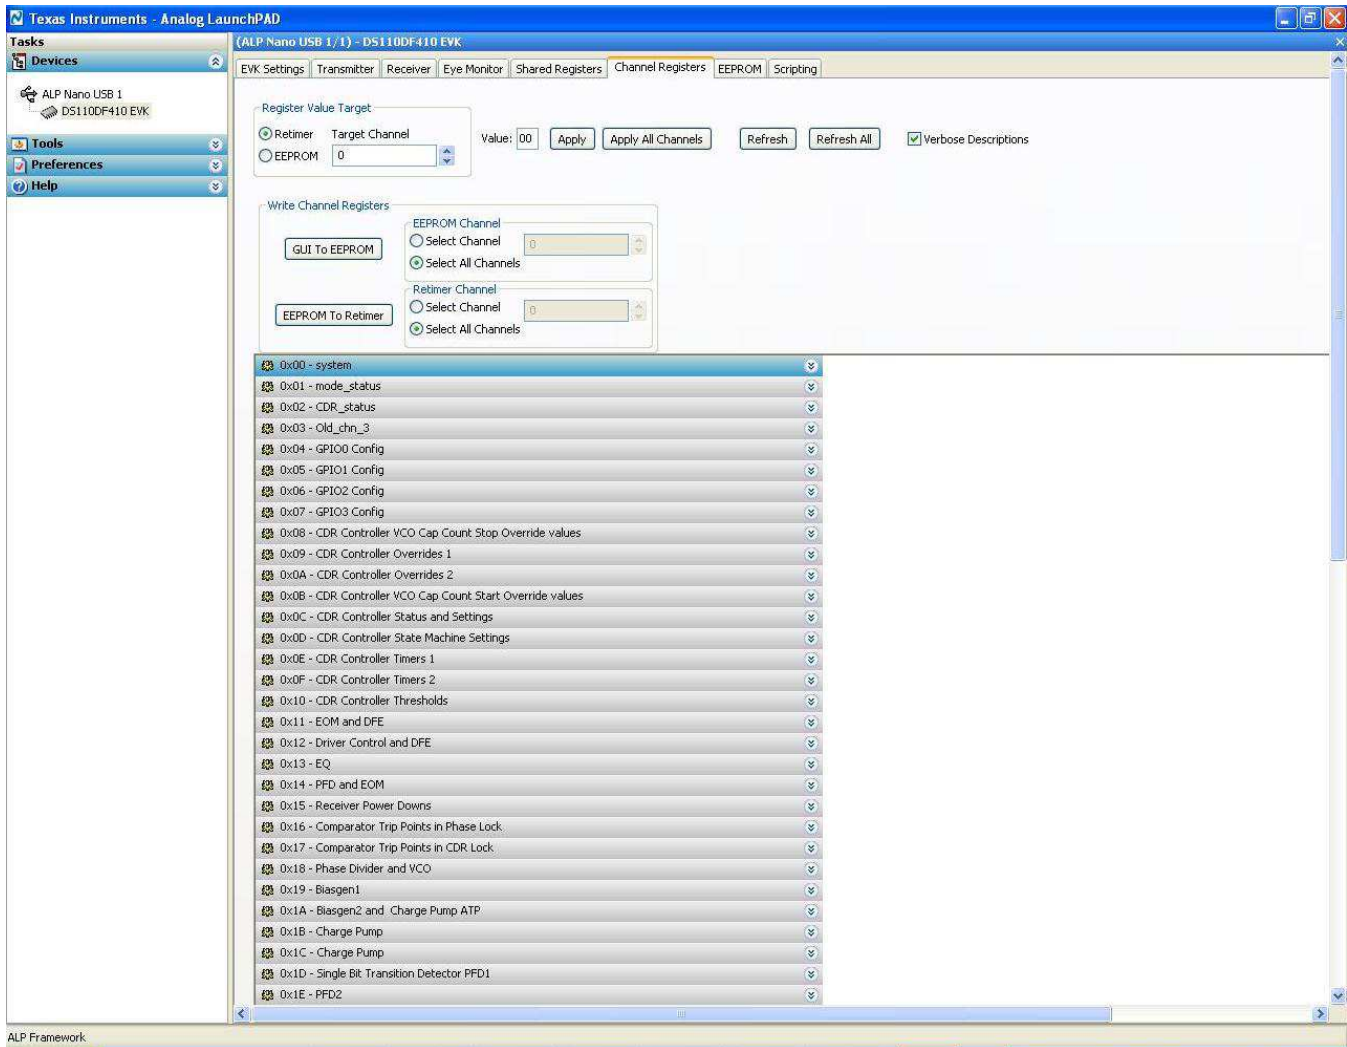 Texas Instruments - Analog LaunchPAD
Tasks
Devices
ALP Nano USB 1
DS110DF410 EVK
Tools
Preferences
Help
(ALP Nano USB 1/1) - DS110DF410 EVK
EVK Settings Transmitter Receiver Eye Monitor Shared Registers Channel Registers EEPROM Scripting
Register Value Target
Retimer Target Channel
EEPROM 0
Value: 00 Apply Apply All Channels Refresh Refresh All Verbose Descriptions
Write Channel Registers
GUI To EEPROM
EEPROM Channel
Select Channel 0
Select All Channels
EEPROM To Retimer
Retimer Channel
Select Channel 0
Select All Channels
0x00 - system
0x01 - mode_status
0x02 - CDR_status
0x03 - Old_chn_3
0x04 - GPIO0 Config
0x05 - GPIO1 Config
0x06 - GPIO2 Config
0x07 - GPIO3 Config
0x08 - CDR Controller VCO Cap Count Stop Override values
0x09 - CDR Controller Overrides 1
0x0A - CDR Controller Overrides 2
0x0B - CDR Controller VCO Cap Count Start Override values
0x0C - CDR Controller Status and Settings
0x0D - CDR Controller State Machine Settings
0x0E - CDR Controller Timers 1
0x0F - CDR Controller Timers 2
0x10 - CDR Controller Thresholds
0x11 - EOM and DFE
0x12 - Driver Control and DFE
0x13 - EQ
0x14 - PFD and EOM
0x15 - Receiver Power Downs
0x16 - Comparator Trip Points in Phase Lock
0x17 - Comparator Trip Points in CDR Lock
0x18 - Phase Divider and VCO
0x19 - Biasgen1
0x1A - Biasgen2 and  Charge Pump ATP
0x1B - Charge Pump
0x1C - Charge Pump
0x1D - Single Bit Transition Detector PFD1
0x1E - PFD2
ALP Framework